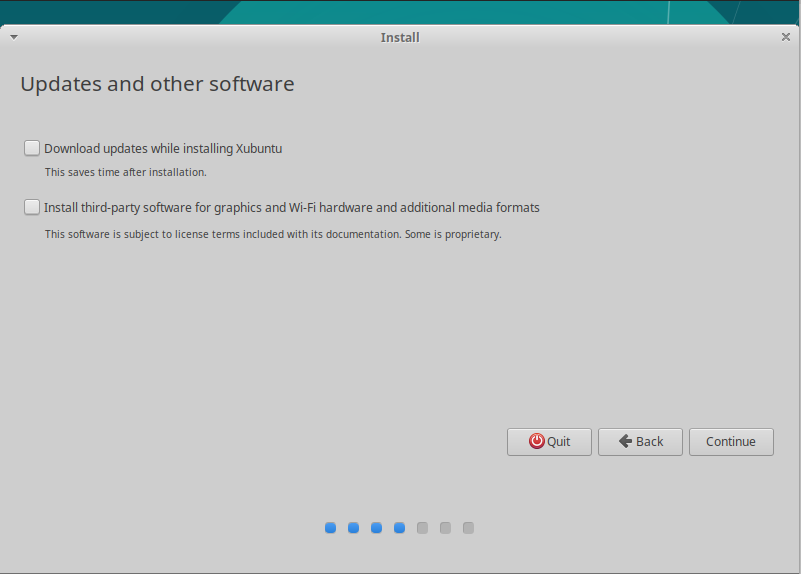 Install
Updates and other software
Download updates while installing Xubuntu
This saves time after installation.
Install third-party software for graphics and Wi-Fi hardware and additional media formats
This software is subject to license terms included with its documentation. Some is proprietary.
Quit
Back
Continue